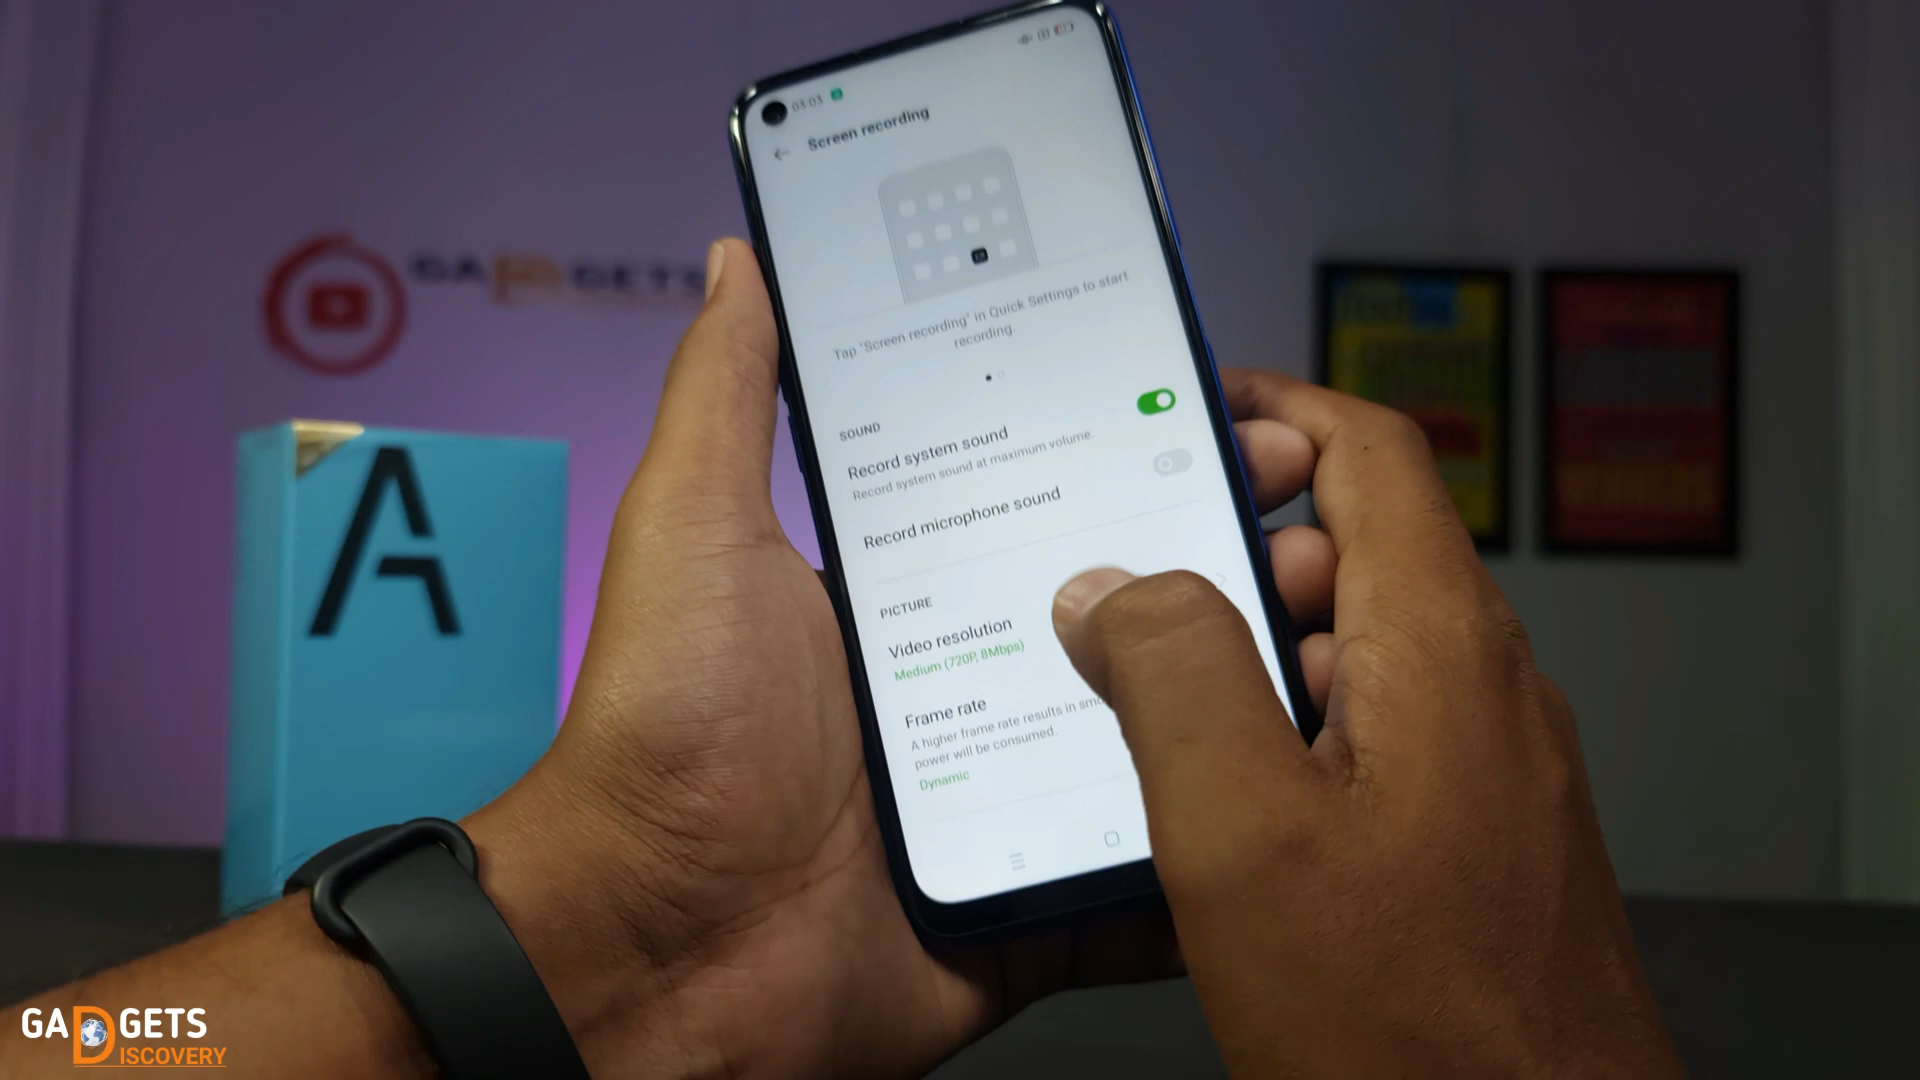 03:03
Screen recording
Tap "Screen recording" in Quick Settings to start
recording.
SOUND
Record system sound
Record system sound at maximum volume.
Record microphone sound
PICTURE
Video resolution
Medium (720P, 8Mbps)
Frame rate
A higher frame rate results in smo
power will be consumed.
Dynamic
GADGETS
A
GADGETS
DISCOVERY